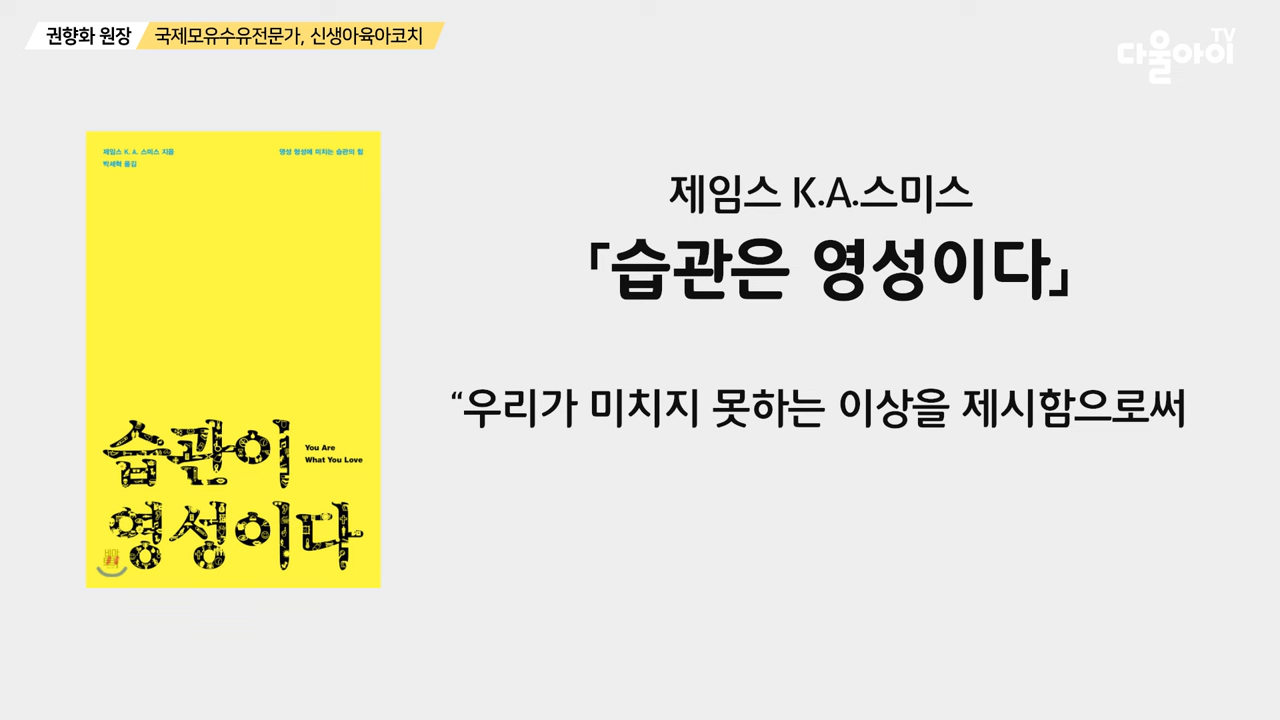 권향화 원장
국제모유수유전문가, 신생아육아코치
다울아이 TV
제임스 K. A. 스미스 지음
박세혁 옮김
영성 형성에 미치는 습관의 힘
습관이
영성이다
You Are
What You Love
제임스 K.A.스미스
「습관은 영성이다」
“우리가 미치지 못하는 이상을 제시함으로써